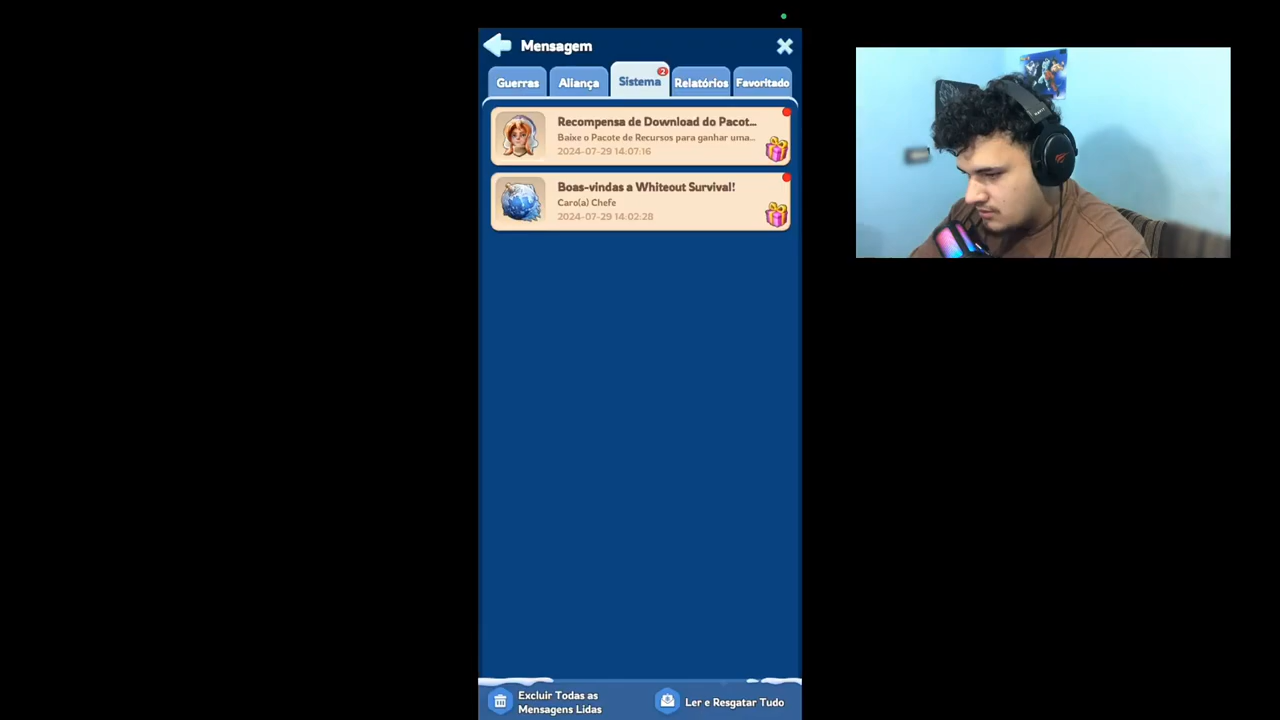 Mensagem
Guerras
Aliança
Sistema
2
Relatórios
Favoritado
Recompensa de Download do Pacot...
Baixe o Pacote de Recursos para ganhar uma...
2024-07-29 14:07:16
Boas-vindas a Whiteout Survival!
Caro(a) Chefe
2024-07-29 14:02:28
Excluir Todas as
Mensagens Lidas
Ler e Resgatar Tudo